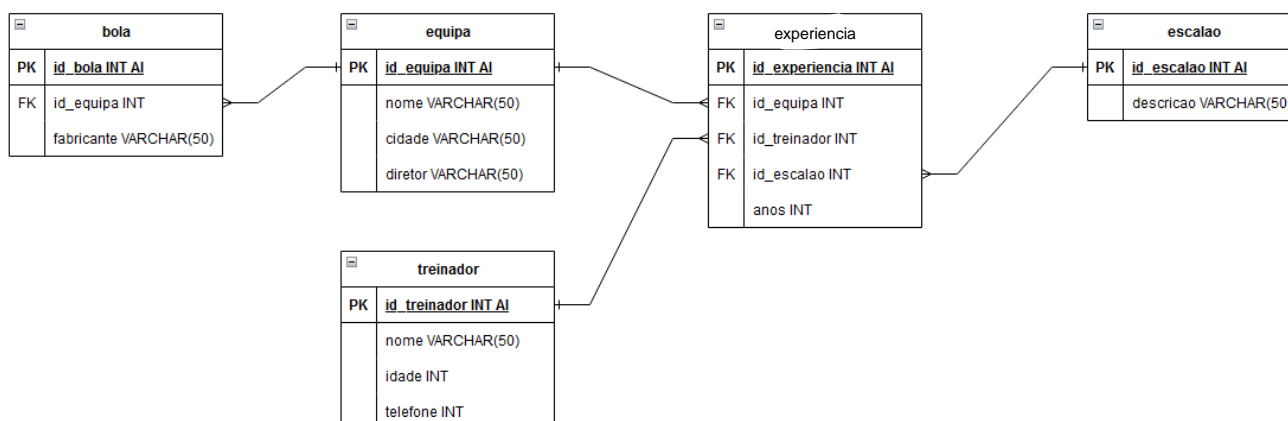 bola
PK id_bola INT AI
FK id_equipa INT
fabricante VARCHAR(50)
equipa
PK id_equipa INT AI
nome VARCHAR(50)
cidade VARCHAR(50)
diretor VARCHAR(50)
experiencia
PK id_experiencia INT AI
FK id_equipa INT
FK id_treinador INT
FK id_escalao INT
anos INT
escalao
PK id_escalao INT AI
descricao VARCHAR(50
treinador
PK id_treinador INT AI
nome VARCHAR(50)
idade INT
telefone INT